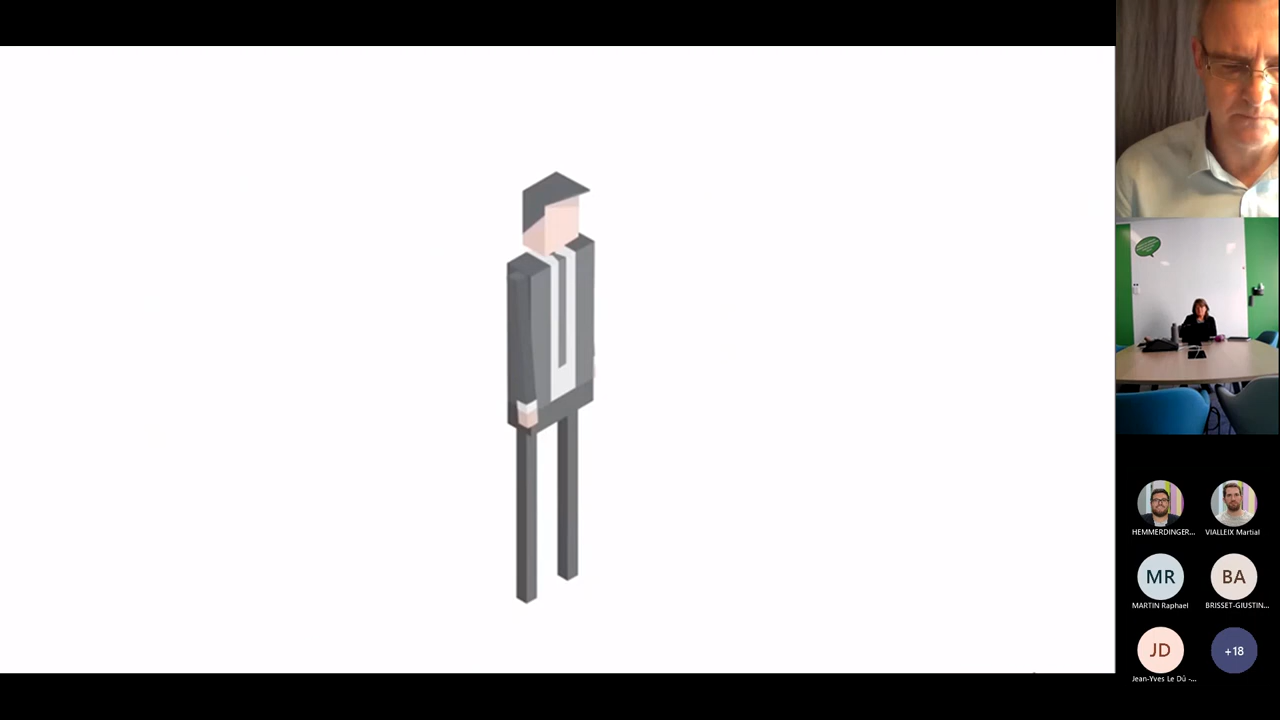 HEMMERDINGER...
VIALLEIX Martial
MR
BA
MARTIN Raphael
BRISSET-GIUSTIN...
JD
+18
Jean-Yves Le Dû -...